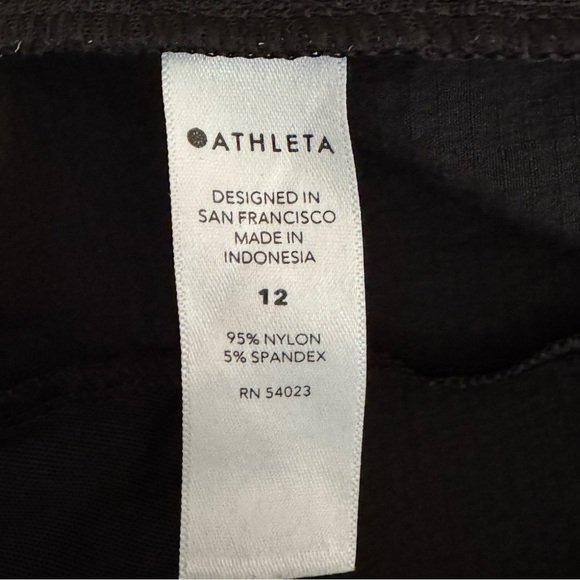 ATHLETA
DESIGNED IN
SAN FRANCISCO
MADE IN
INDONESIA
12
95% NYLON
5% SPANDEX
RN 54023